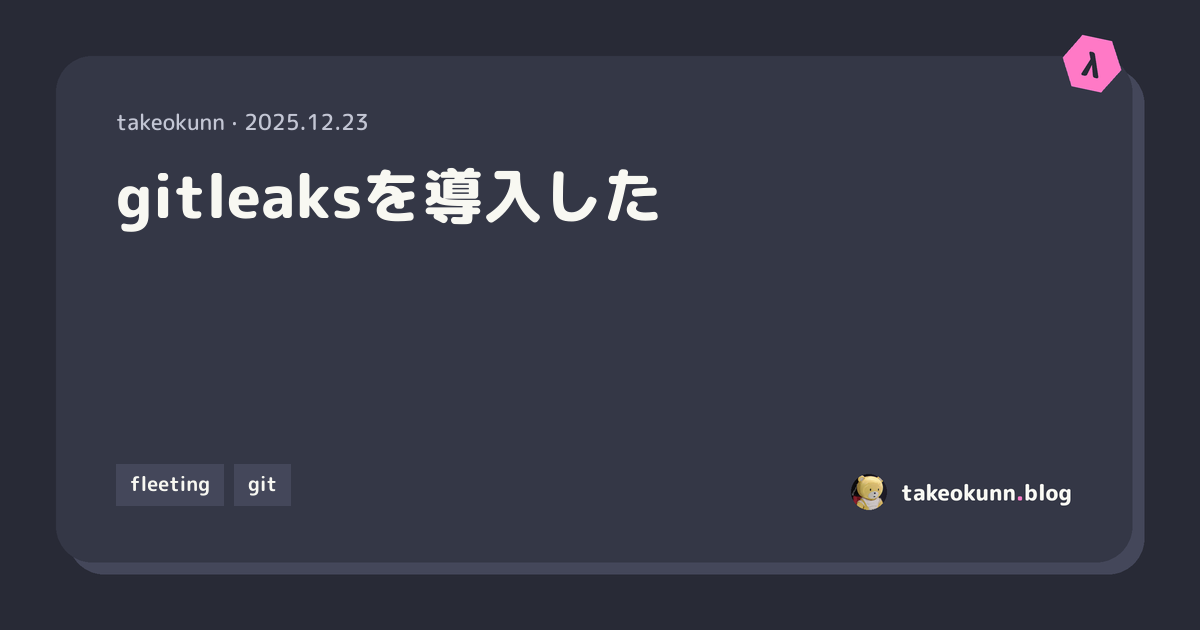 λ
takeokunn · 2025.12.23
gitleaksを導入した
fleeting git
takeokunn.blog